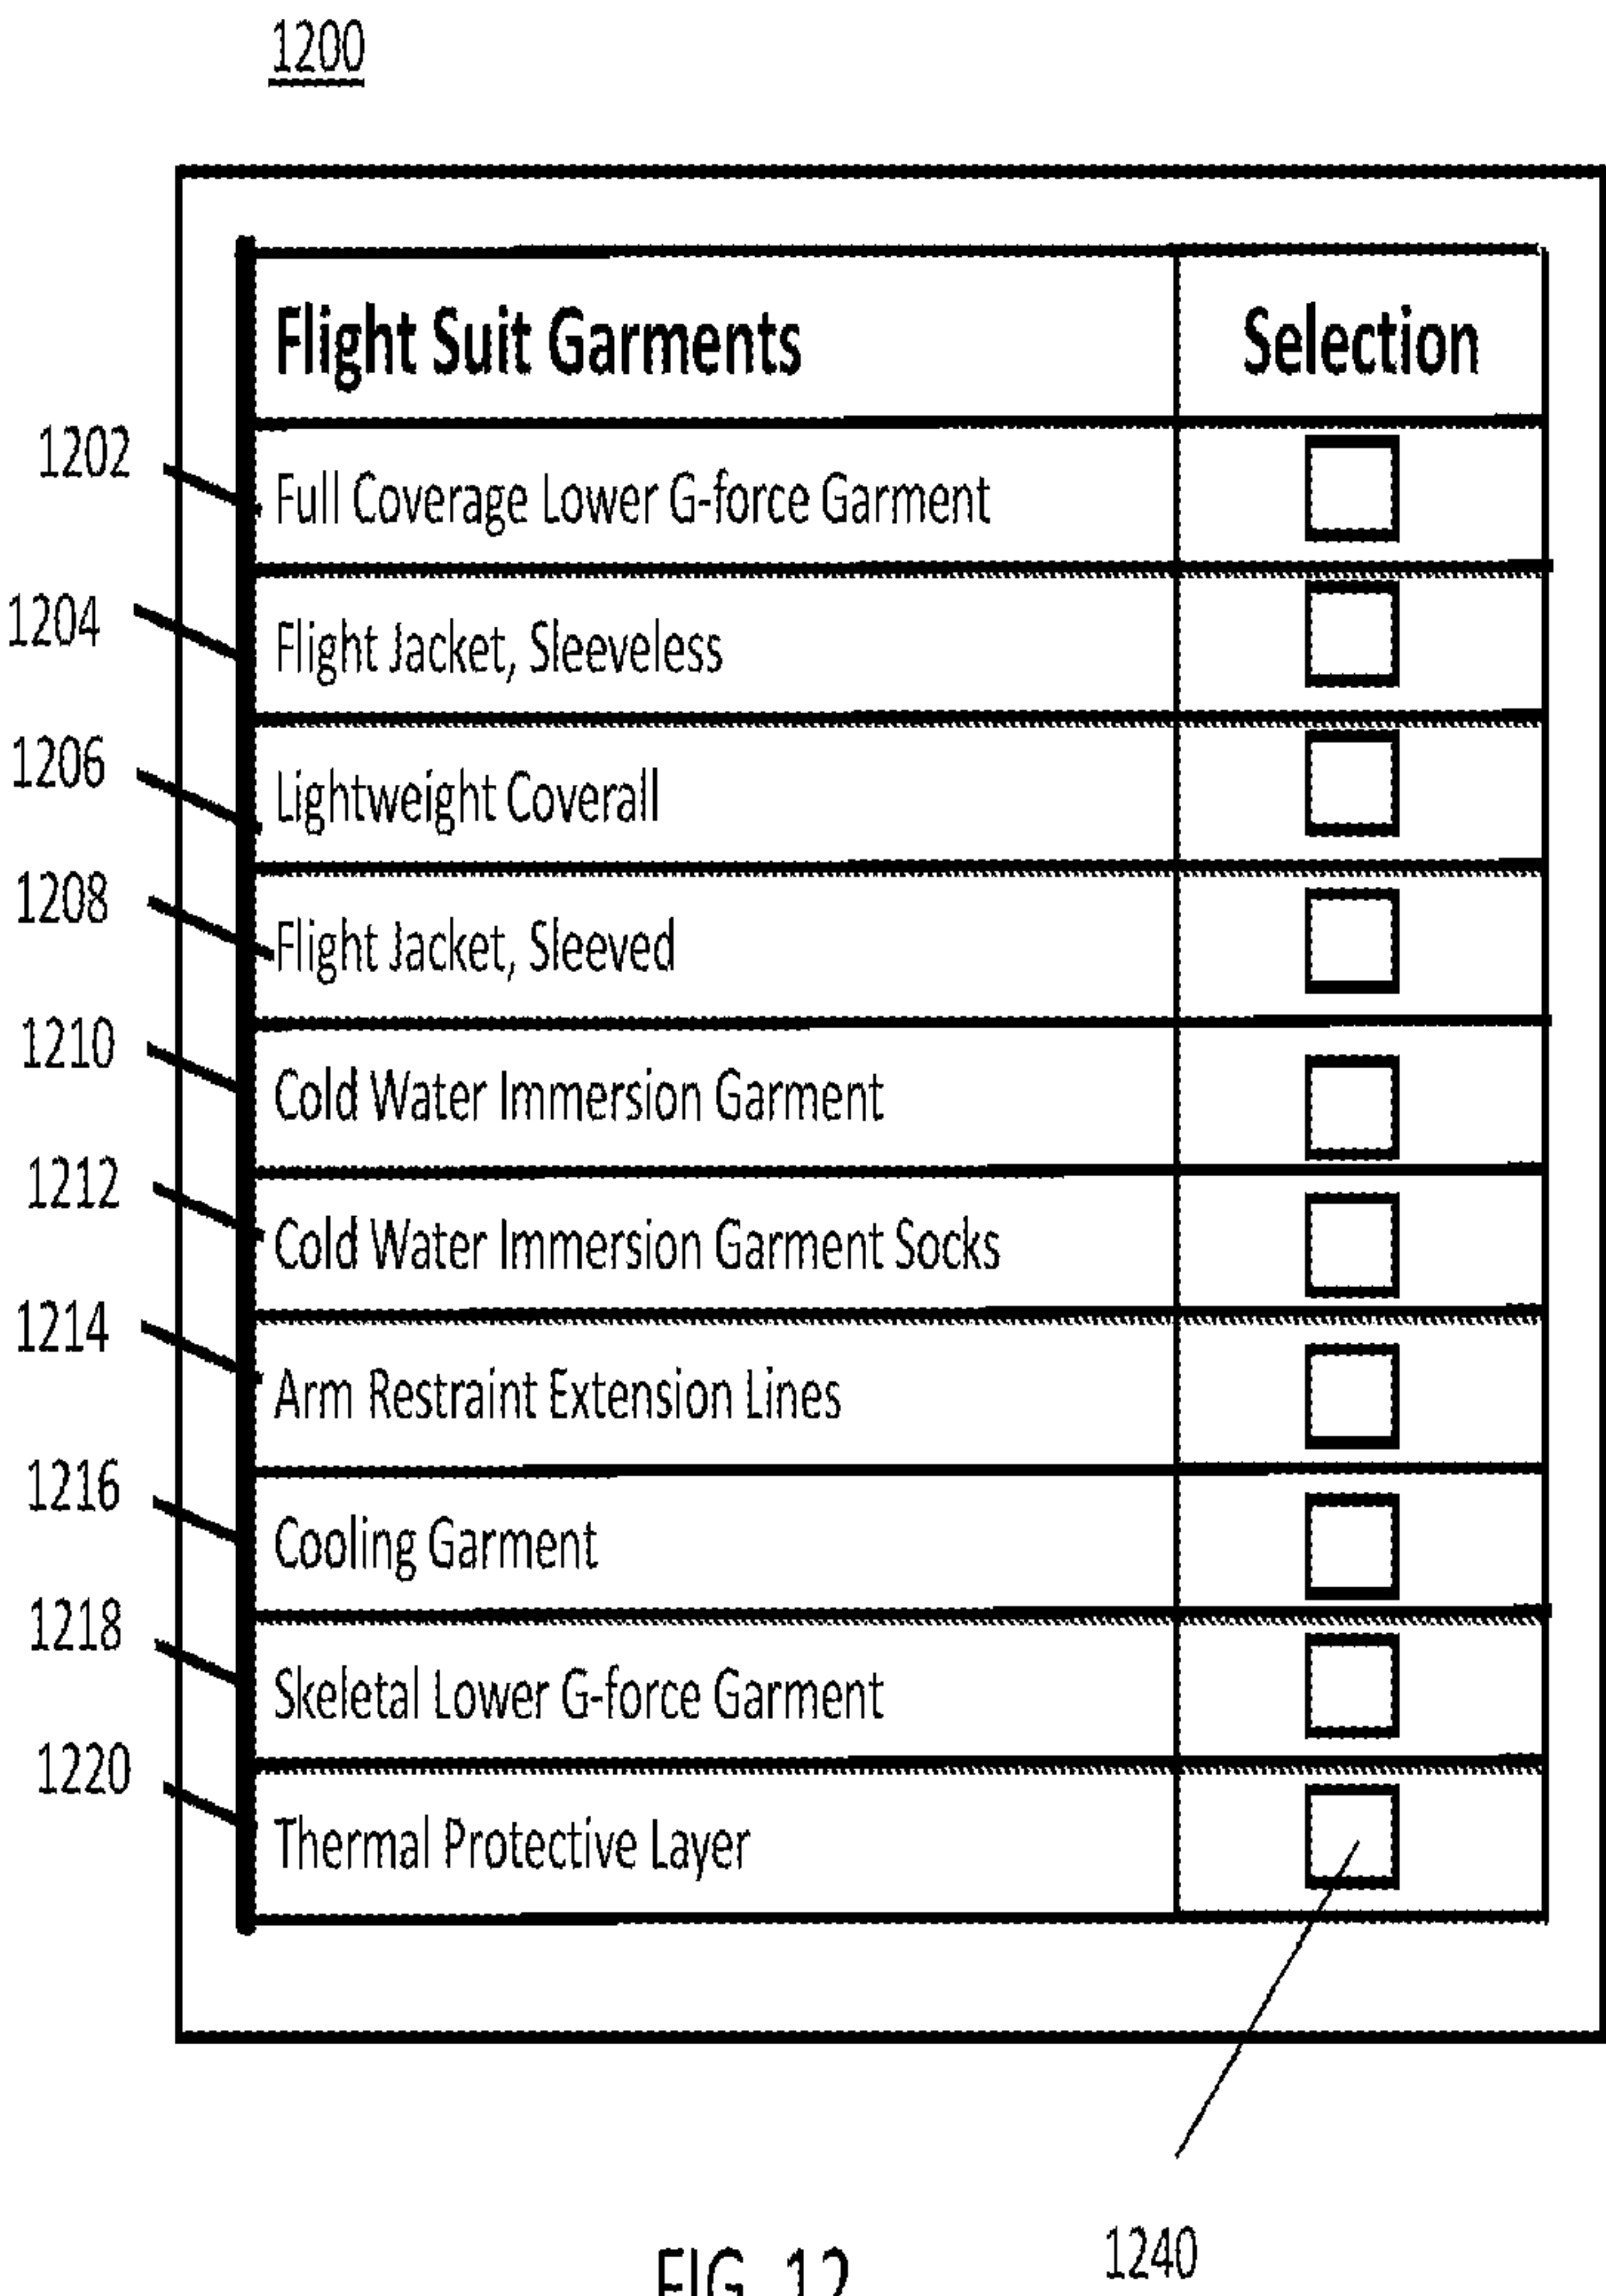 1200
Flight Suit Garments Selection
1202 Full Coverage Lower G-force Garment
1204 Flight Jacket, Sleeveless
1206 Lightweight Coverall
1208 Flight Jacket, Sleeved
1210 Cold Water Immersion Garment
1212 Cold Water Immersion Garment Socks
1214 Arm Restraint Extension Lines
1216 Cooling Garment
1218 Skeletal Lower G-force Garment
1220 Thermal Protective Layer
1240
FIG. 12